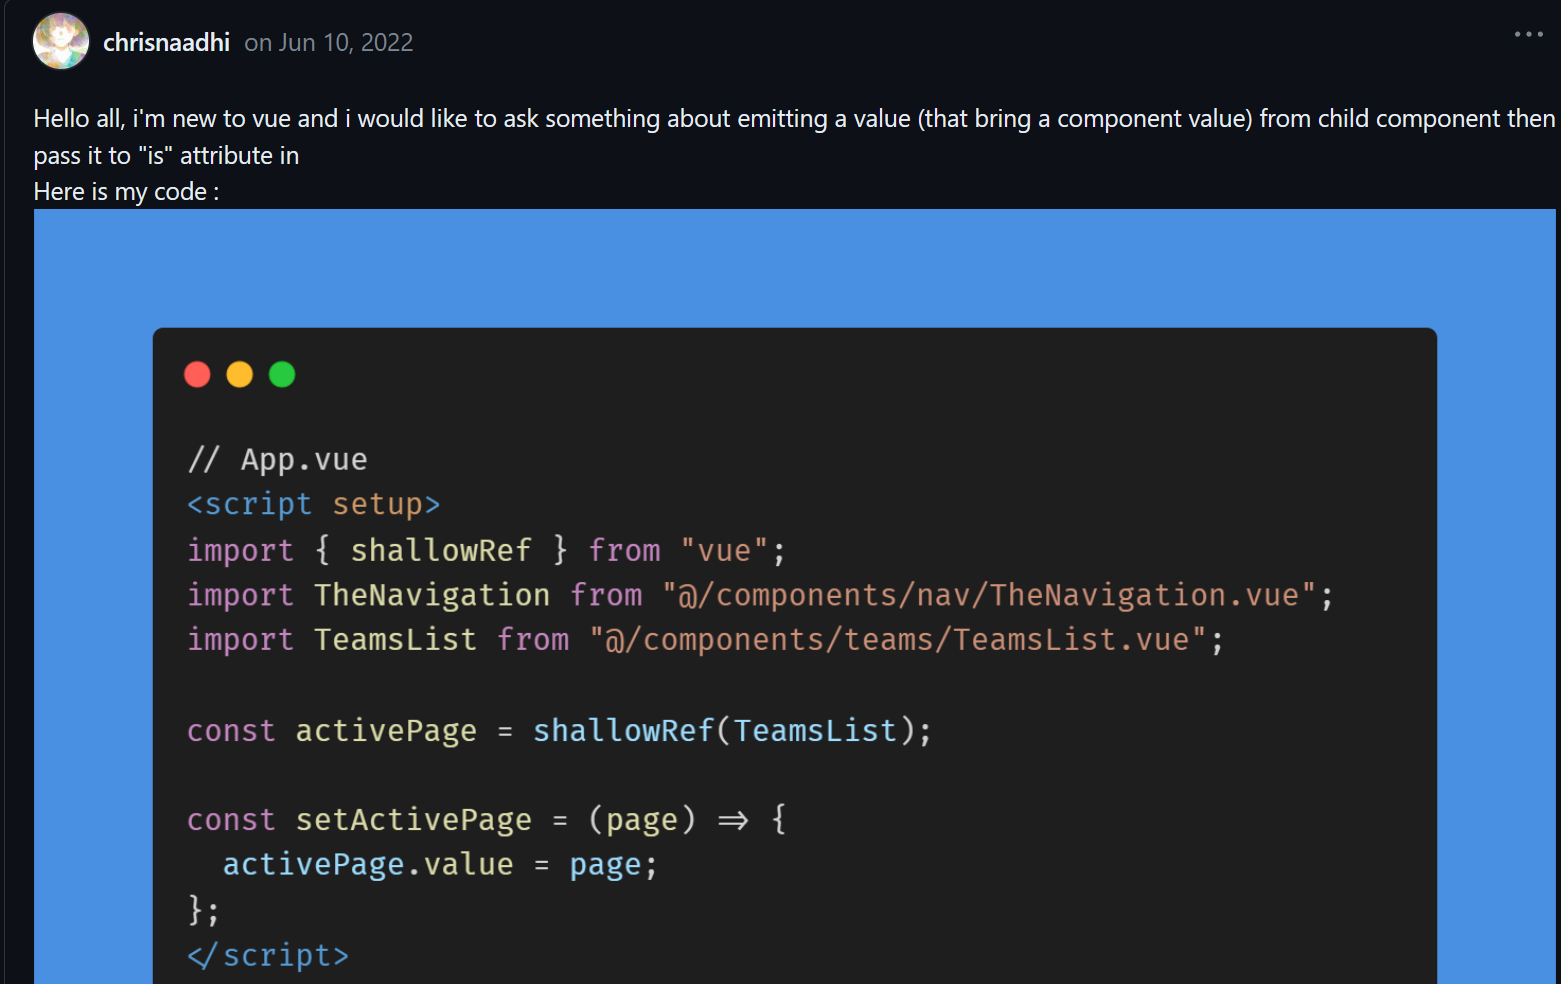 chrisnaadhi on Jun 10, 2022
Hello all, i'm new to vue and i would like to ask something about emitting a value (that bring a component value) from child component then
pass it to "is" attribute in
Here is my code :
// App.vue
<script setup>
import { shallowRef } from "vue";
import TheNavigation from "@/components/nav/TheNavigation.vue";
import TeamsList from "@/components/teams/TeamsList.vue";
const activePage = shallowRef(TeamsList);
const setActivePage = (page) => {
  activePage.value = page;
};
</script>